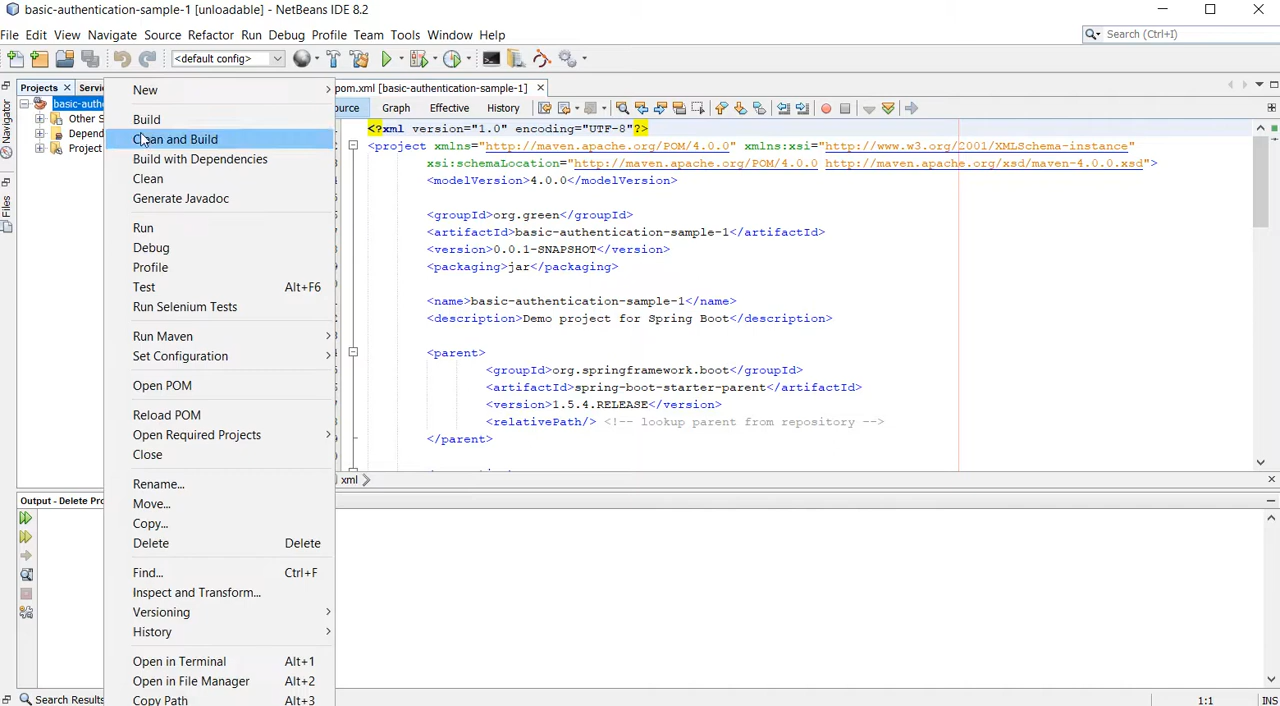 basic-authentication-sample-1 [unloadable] - NetBeans IDE 8.2
File Edit View Navigate Source Refactor Run Debug Profile Team Tools Window Help
Search (Ctrl+I)
<default config>
Projects
pom.xml [basic-authentication-sample-1]
Graph Effective History
Navigator
Files
Other S
New
Build
Clean and Build
Build with Dependencies
Clean
Generate Javadoc
Run
Debug
Profile
Test Alt+F6
Run Selenium Tests
Run Maven
Set Configuration
Open POM
Reload POM
Open Required Projects
Close
Rename...
Move...
Copy...
Delete Delete
Find... Ctrl+F
Inspect and Transform...
Versioning
History
Open in Terminal Alt+1
Open in File Manager Alt+2
Copy Path Alt+3
<?xml version="1.0" encoding="UTF-8"?>
<project xmlns="http://maven.apache.org/POM/4.0.0" xmlns:xsi="http://www.w3.org/2001/XMLSchema-instance"
xsi:schemaLocation="http://maven.apache.org/POM/4.0.0 http://maven.apache.org/xsd/maven-4.0.0.xsd">
<modelVersion>4.0.0</modelVersion>
<groupId>org.green</groupId>
<artifactId>basic-authentication-sample-1</artifactId>
<version>0.0.1-SNAPSHOT</version>
<packaging>jar</packaging>
<name>basic-authentication-sample-1</name>
<description>Demo project for Spring Boot</description>
<parent>
<groupId>org.springframework.boot</groupId>
<artifactId>spring-boot-starter-parent</artifactId>
<version>1.5.4.RELEASE</version>
<relativePath/> <!-- lookup parent from repository -->
</parent>
xml
Output - Delete Pro
Search Results
1:1 INS